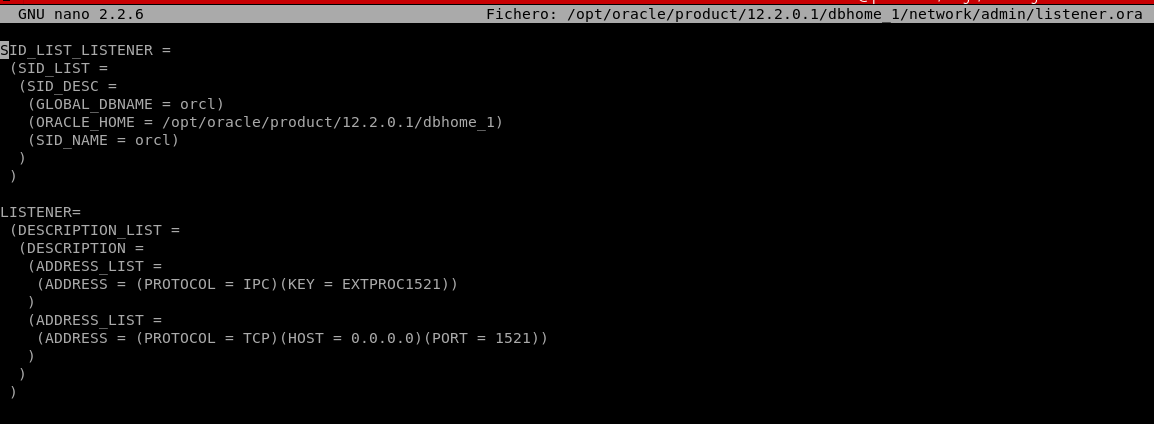 GNU nano 2.2.6 Fichero: /opt/oracle/product/12.2.0.1/dbhome_1/network/admin/listener.ora
SID_LIST_LISTENER =
(SID_LIST =
(SID_DESC =
(GLOBAL_DBNAME = orcl)
(ORACLE_HOME = /opt/oracle/product/12.2.0.1/dbhome_1)
(SID_NAME = orcl)
)
)
LISTENER=
(DESCRIPTION_LIST =
(DESCRIPTION =
(ADDRESS_LIST =
(ADDRESS = (PROTOCOL = IPC)(KEY = EXTPROC1521))
)
(ADDRESS_LIST =
(ADDRESS = (PROTOCOL = TCP)(HOST = 0.0.0.0)(PORT = 1521))
)
)
)